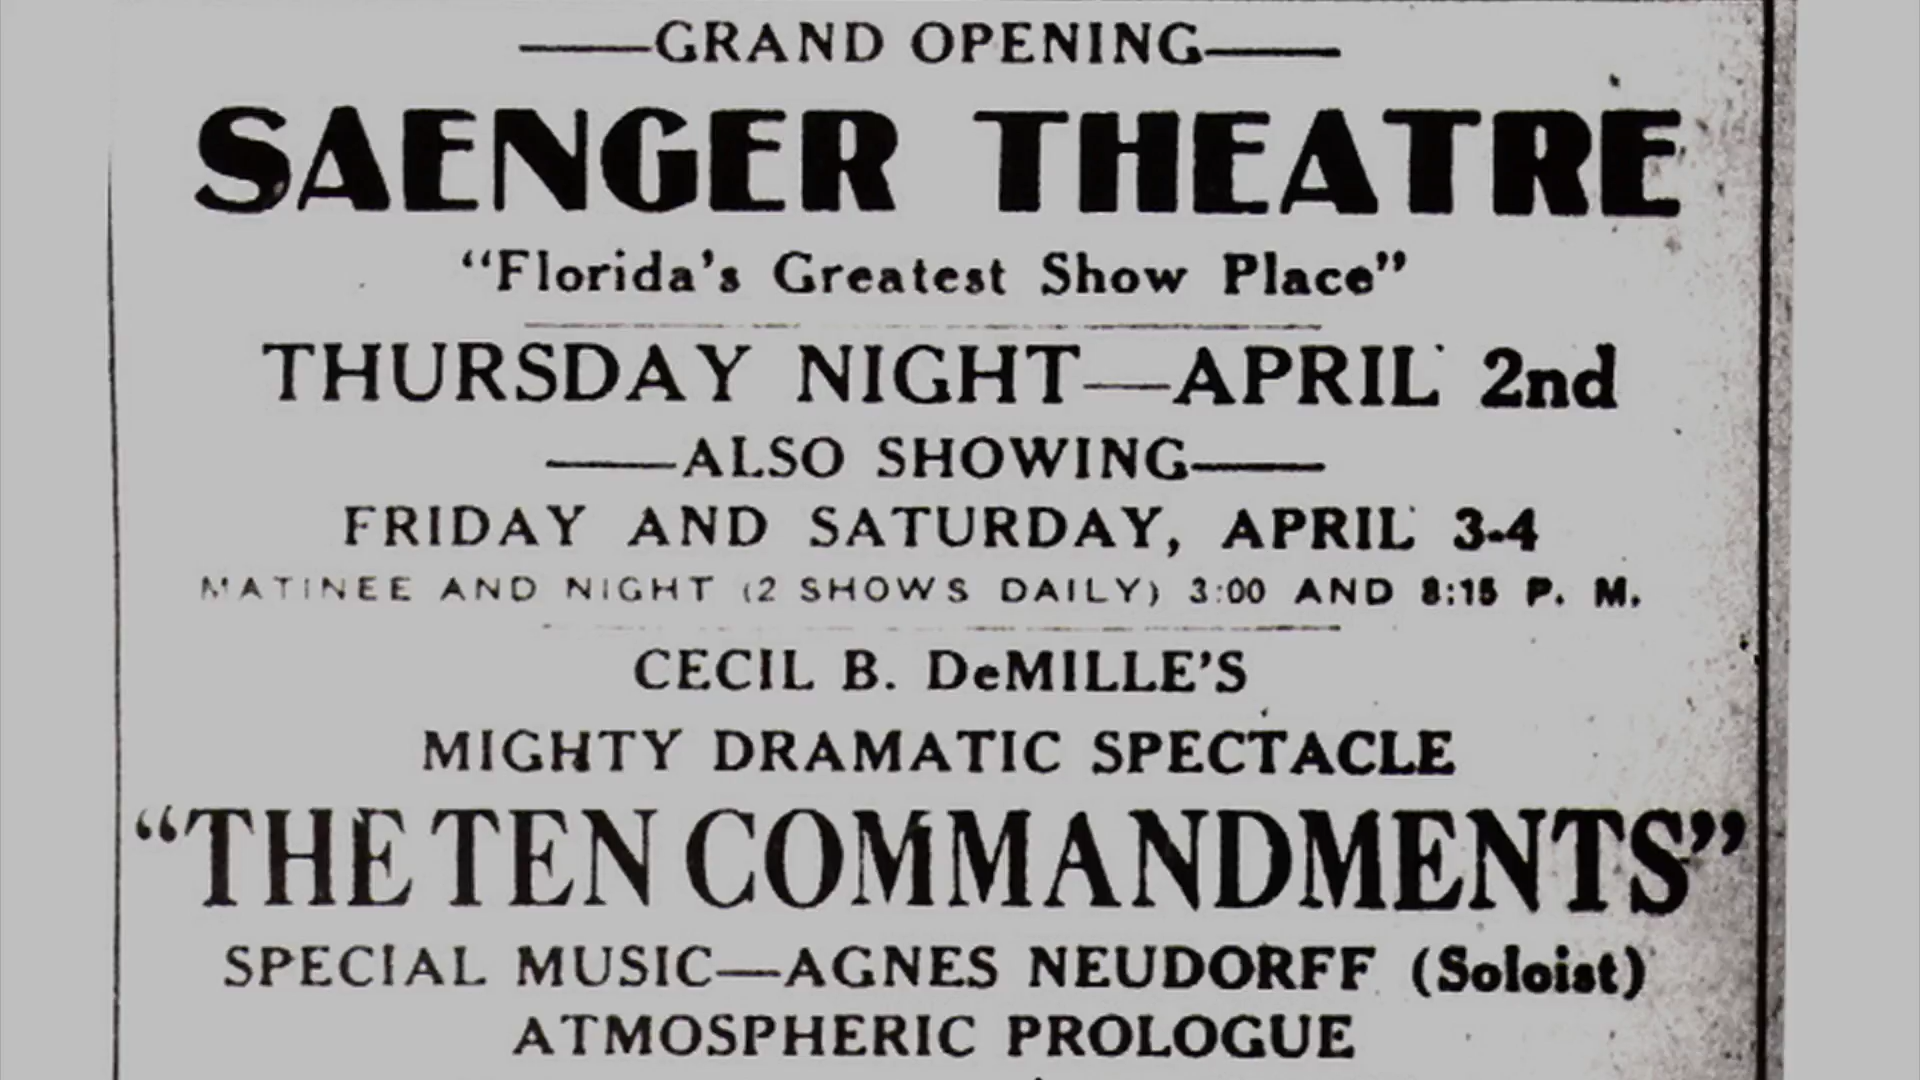 —GRAND OPENING—
SAENGER THEATRE
“Florida's Greatest Show Place”
THURSDAY NIGHT—APRIL 2nd
—ALSO SHOWING—
FRIDAY AND SATURDAY, APRIL 3-4
MATINEE AND NIGHT (2 SHOWS DAILY) 3:00 AND 8:15 P. M.
CECIL B. DeMILLE'S
MIGHTY DRAMATIC SPECTACLE
“THE TEN COMMANDMENTS”
SPECIAL MUSIC—AGNES NEUDORFF (Soloist)
ATMOSPHERIC PROLOGUE